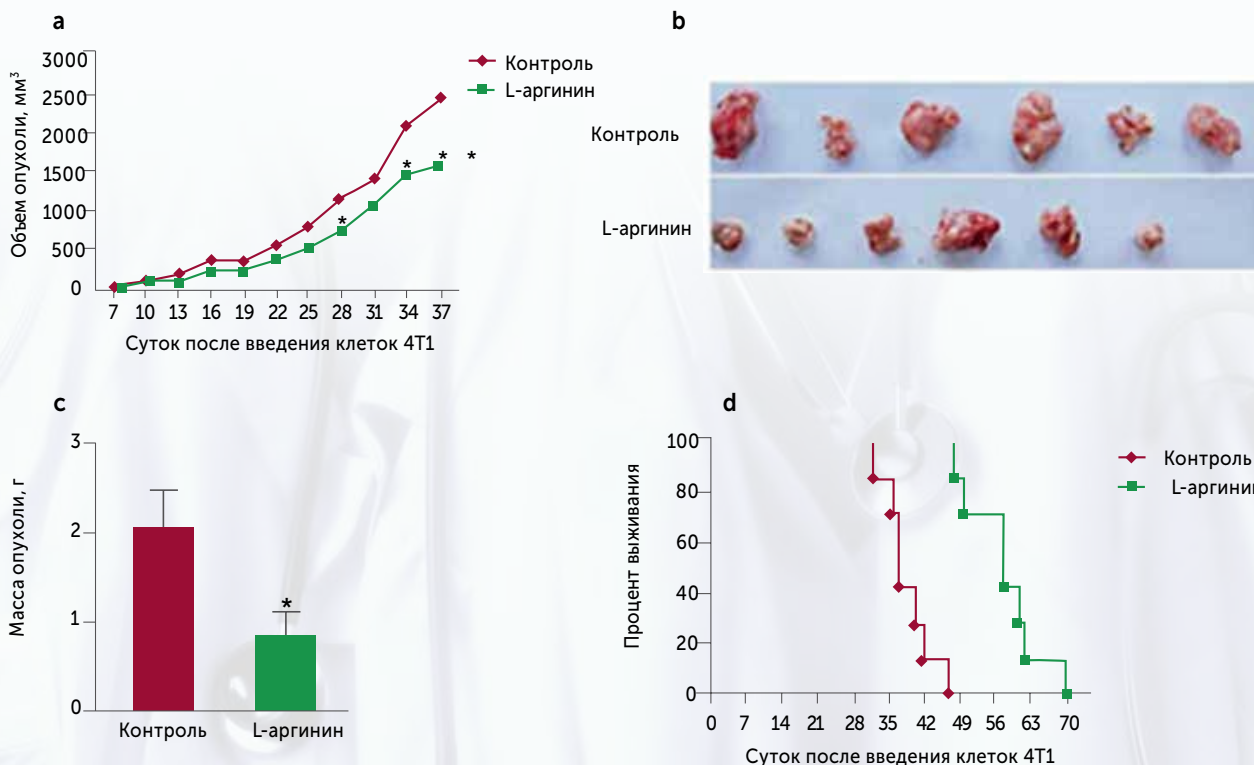 a
Объем опухоли, мм³
3000
2500
2000
1500
1000
500
0
7 10 13 16 19 22 25 28 31 34 37
Суток после введения клеток 4T1
Контроль
L-аргинин
* * * *
b
Контроль
L-аргинин
c
Масса опухоли, г
3
2
1
0
*
Контроль L-аргинин
d
Процент выживания
100
80
60
40
20
0
0 7 14 21 28 35 42 49 56 63 70
Суток после введения клеток 4T1
Контроль
L-аргинин